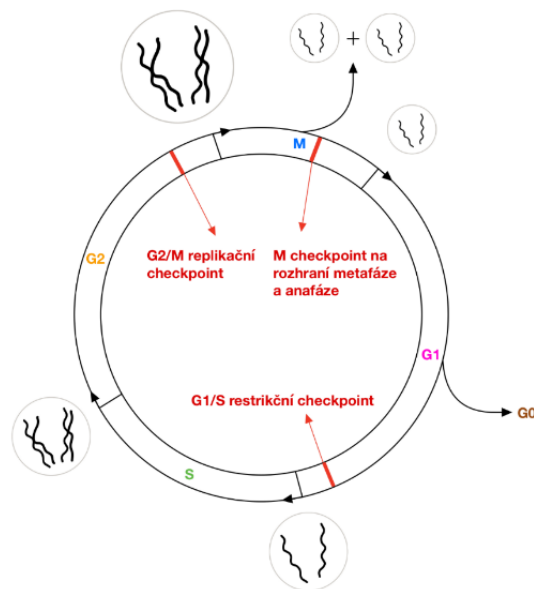 +
M
G2/M replikační
checkpoint
M checkpoint na
rozhraní metafáze
a anafáze
G2
G1
G1/S restrikční checkpoint
G0
S